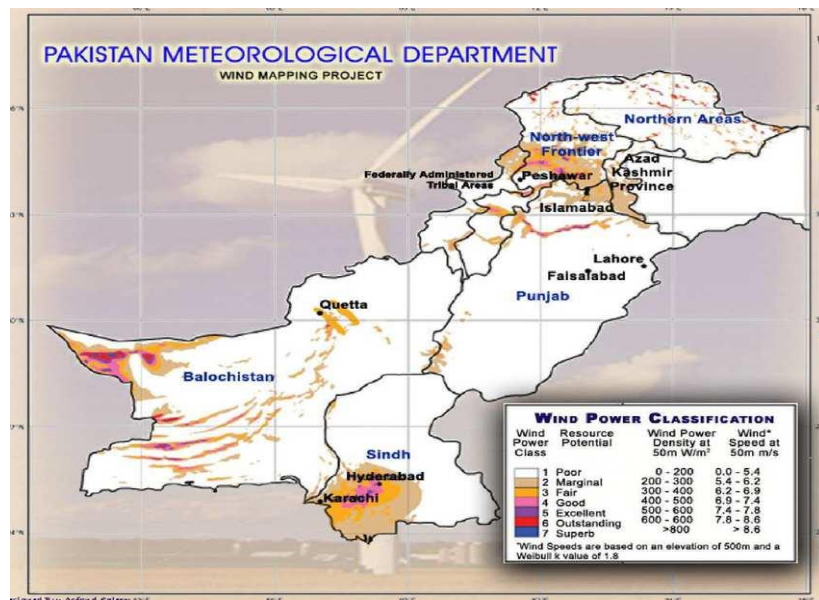 PAKISTAN METEOROLOGICAL DEPARTMENT
WIND MAPPING PROJECT
Northern Areas
North-west
Frontier
Azad
Kashmir
Province
Federally Administered
Tribal Areas
Peshawar
Islamabad
Lahore
Faisalabad
Punjab
Quetta
Balochistan
Sindh
Hyderabad
Karachi
WIND POWER CLASSIFICATION
Wind Power Class Resource Potential Wind Power Density at 50m W/m² Wind* Speed at 50m m/s
1 Poor 0 - 200 0.0 - 5.4
2 Marginal 200 - 300 5.4 - 6.2
3 Fair 300 - 400 6.2 - 6.9
4 Good 400 - 500 6.9 - 7.4
5 Excellent 500 - 600 7.4 - 7.8
6 Outstanding 600 - 600 7.8 - 8.6
7 Superb >800 > 8.6
*Wind Speeds are based on an elevation of 500m and a
Weibull k value of 1.8